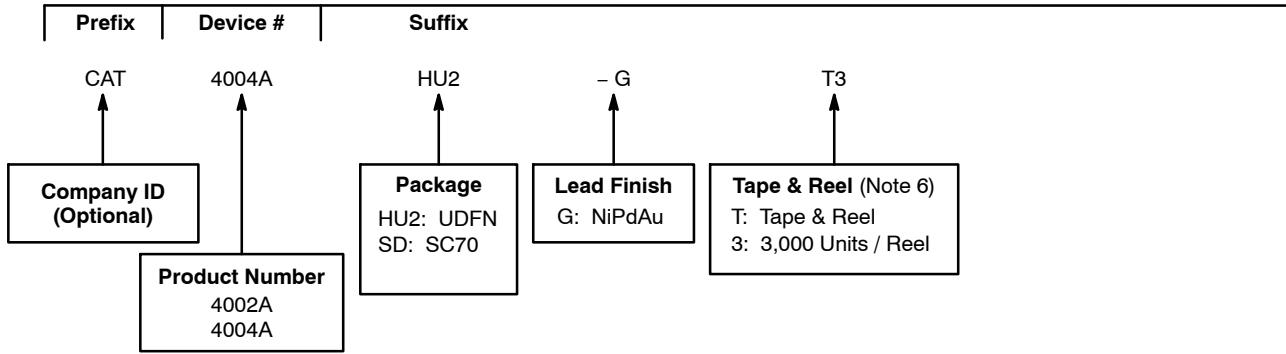 Prefix Device # Suffix
CAT 4004A HU2 – G T3
Company ID
(Optional)
Product Number
4002A
4004A
Package
HU2: UDFN
SD: SC70
Lead Finish
G: NiPdAu
Tape & Reel (Note 6)
T: Tape & Reel
3: 3,000 Units / Reel